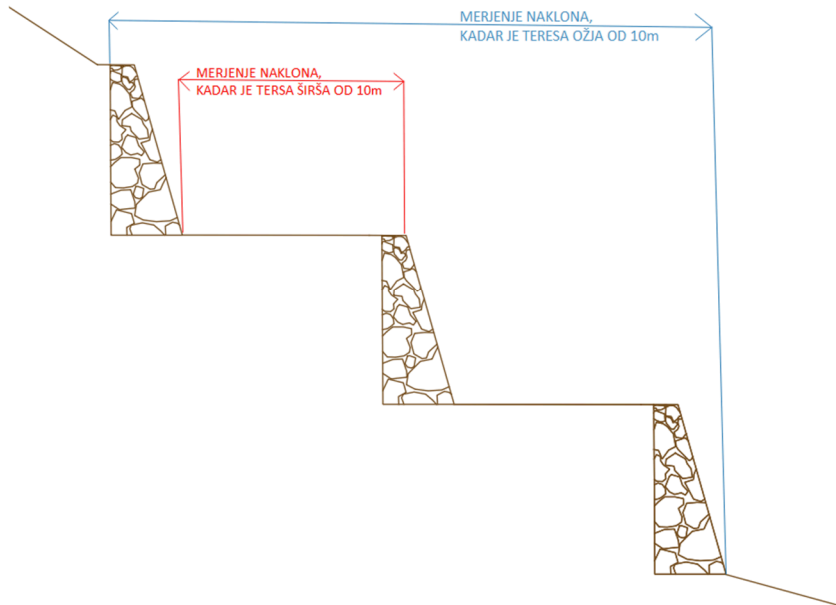 MERJENJE NAKLONA,
KADAR JE TERESA OŽJA OD 10m
MERJENJE NAKLONA,
KADAR JE TERSA ŠIRŠA OD 10m